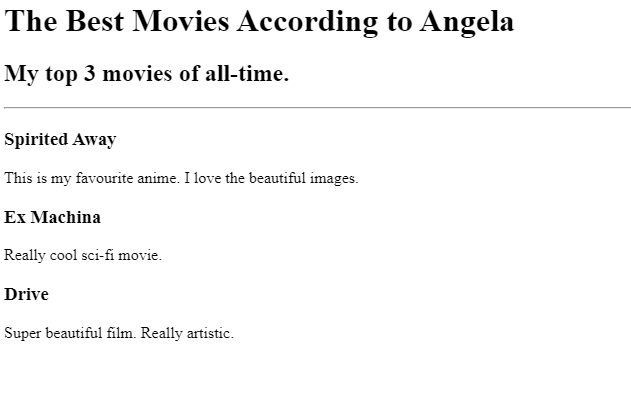 The Best Movies According to Angela
My top 3 movies of all-time.
Spirited Away
This is my favourite anime. I love the beautiful images.
Ex Machina
Really cool sci-fi movie.
Drive
Super beautiful film. Really artistic.